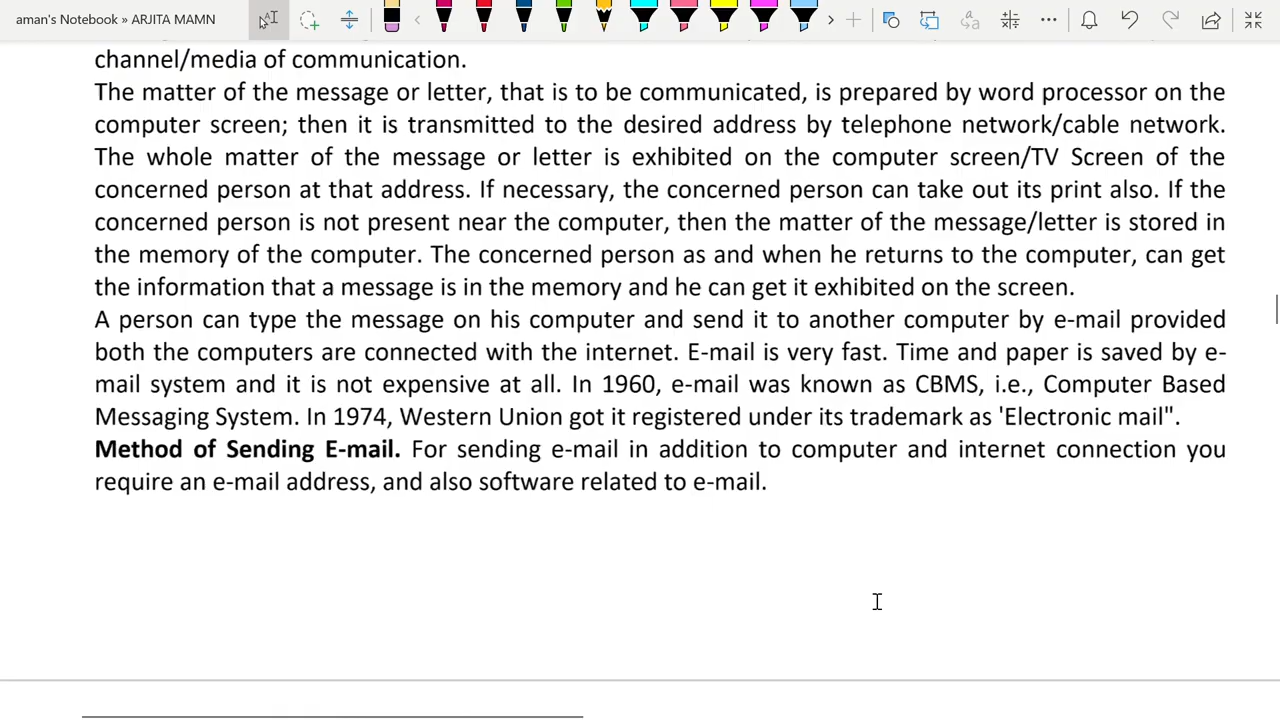 aman's Notebook » ARJITA MAMN
channel/media of communication.
The matter of the message or letter, that is to be communicated, is prepared by word processor on the
computer screen; then it is transmitted to the desired address by telephone network/cable network.
The whole matter of the message or letter is exhibited on the computer screen/TV Screen of the
concerned person at that address. If necessary, the concerned person can take out its print also. If the
concerned person is not present near the computer, then the matter of the message/letter is stored in
the memory of the computer. The concerned person as and when he returns to the computer, can get
the information that a message is in the memory and he can get it exhibited on the screen.
A person can type the message on his computer and send it to another computer by e-mail provided
both the computers are connected with the internet. E-mail is very fast. Time and paper is saved by e-
mail system and it is not expensive at all. In 1960, e-mail was known as CBMS, i.e., Computer Based
Messaging System. In 1974, Western Union got it registered under its trademark as 'Electronic mail".
Method of Sending E-mail. For sending e-mail in addition to computer and internet connection you
require an e-mail address, and also software related to e-mail.